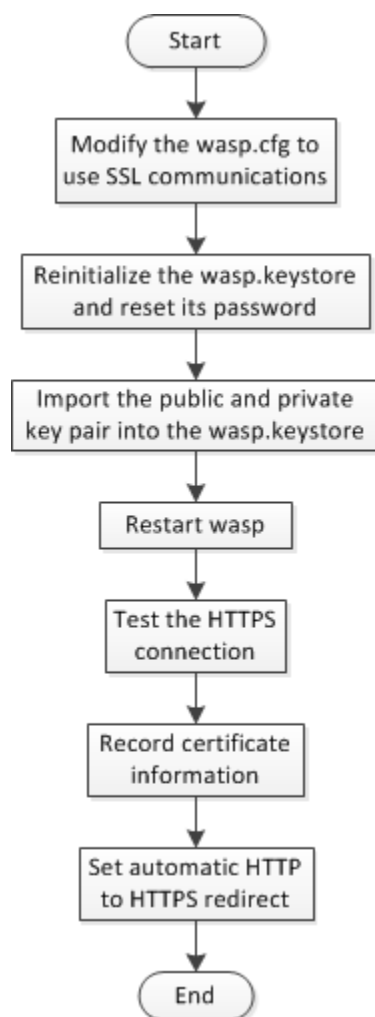 Start
Modify the wasp.cfg to
use SSL communications
Reinitialize the wasp.keystore
and reset its password
Import the public and private
key pair into the wasp.keystore
Restart wasp
Test the HTTPS
connection
Record certificate
information
Set automatic HTTP
to HTTPS redirect
End